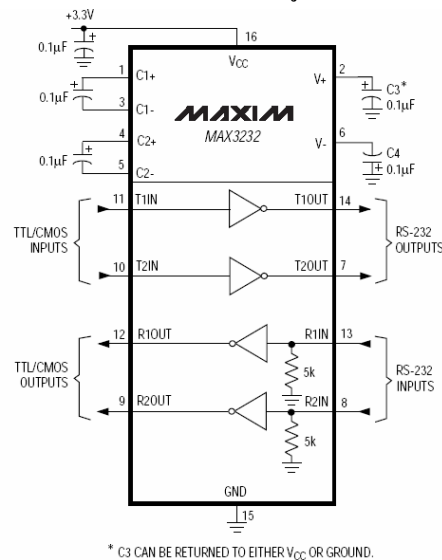 +3.3V
0.1µF
16
VCC
1
C1+
V+
2
0.1µF
C3*
0.1µF
3
C1-
MAXIM
MAX3232
4
C2+
V-
6
0.1µF
C4
0.1µF
5
C2-
11
T1IN
T1OUT
14
TTL/CMOS
INPUTS
RS-232
OUTPUTS
10
T2IN
T2OUT
7
12
R1OUT
R1IN
13
TTL/CMOS
OUTPUTS
5k
RS-232
INPUTS
9
R2OUT
R2IN
8
5k
GND
15
* C3 CAN BE RETURNED TO EITHER VCC OR GROUND.